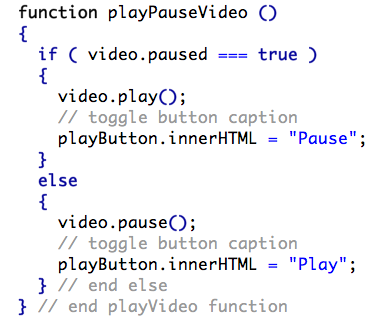 function playPauseVideo ()
{
  if ( video.paused === true )
  {
    video.play();
    // toggle button caption
    playButton.innerHTML = "Pause";
  }
  else
  {
    video.pause();
    // toggle button caption
    playButton.innerHTML = "Play";
  } // end else
} // end playVideo function